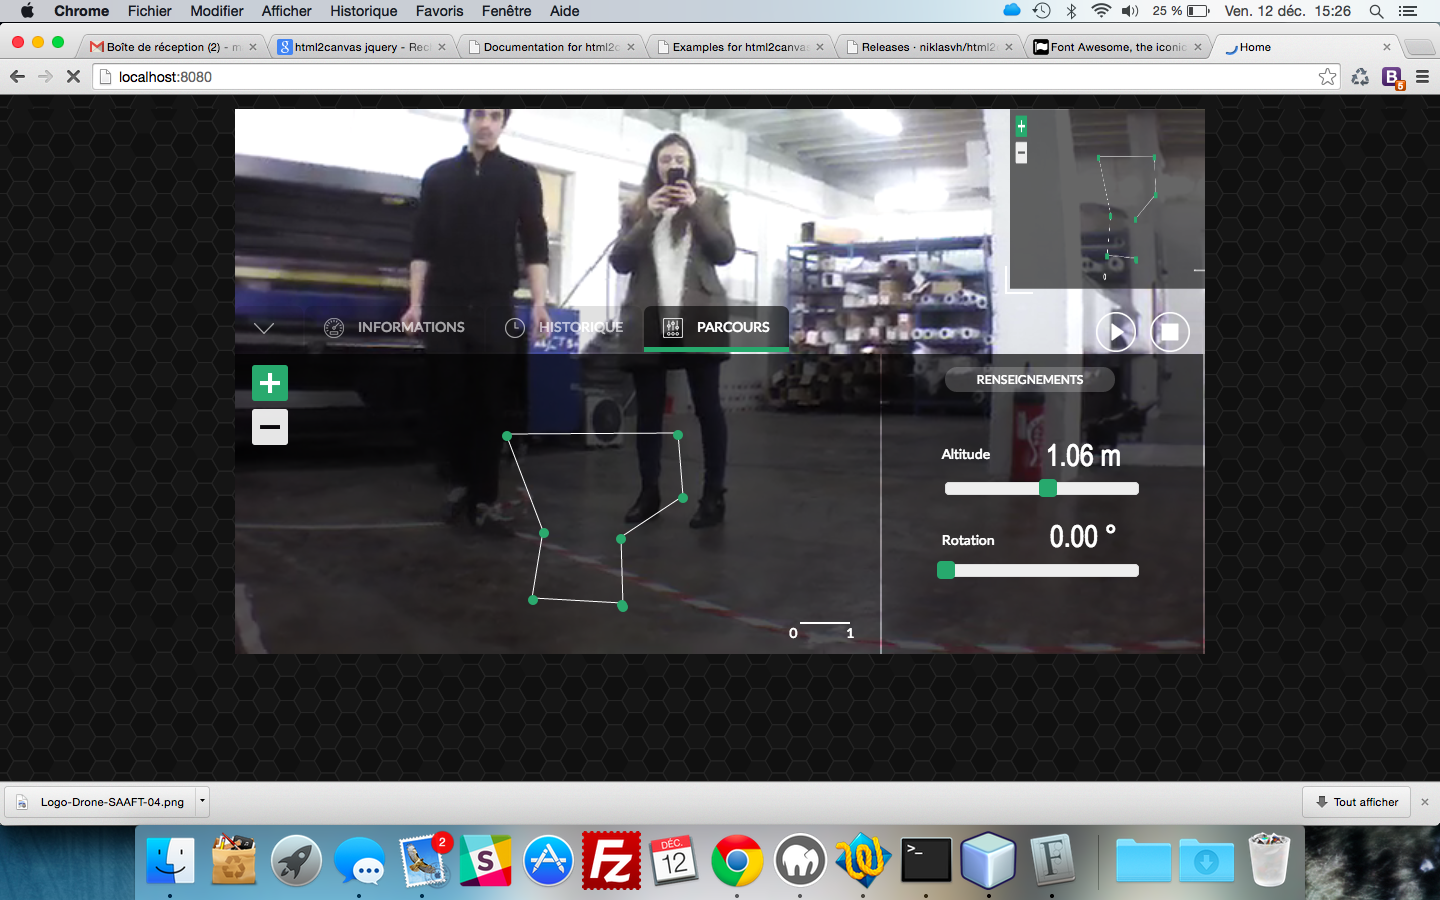 Chrome Fichier Modifier Afficher Historique Favoris Fenêtre Aide 25 % Ven. 12 déc. 15:26
Boîte de réception (2) - m
html2canvas jquery - Rec
Documentation for html2c
Examples for html2canva
Releases · niklasvh/html2
Font Awesome, the iconic
Home
localhost:8080
B
6
+
−
0
INFORMATIONS
HISTORIQUE
PARCOURS
+
−
RENSEIGNEMENTS
Altitude 1.06 m
Rotation 0.00 °
0 1
Logo-Drone-SAAFT-04.png
Tout afficher
2
S
Fz
DÉC.
12
>_
F